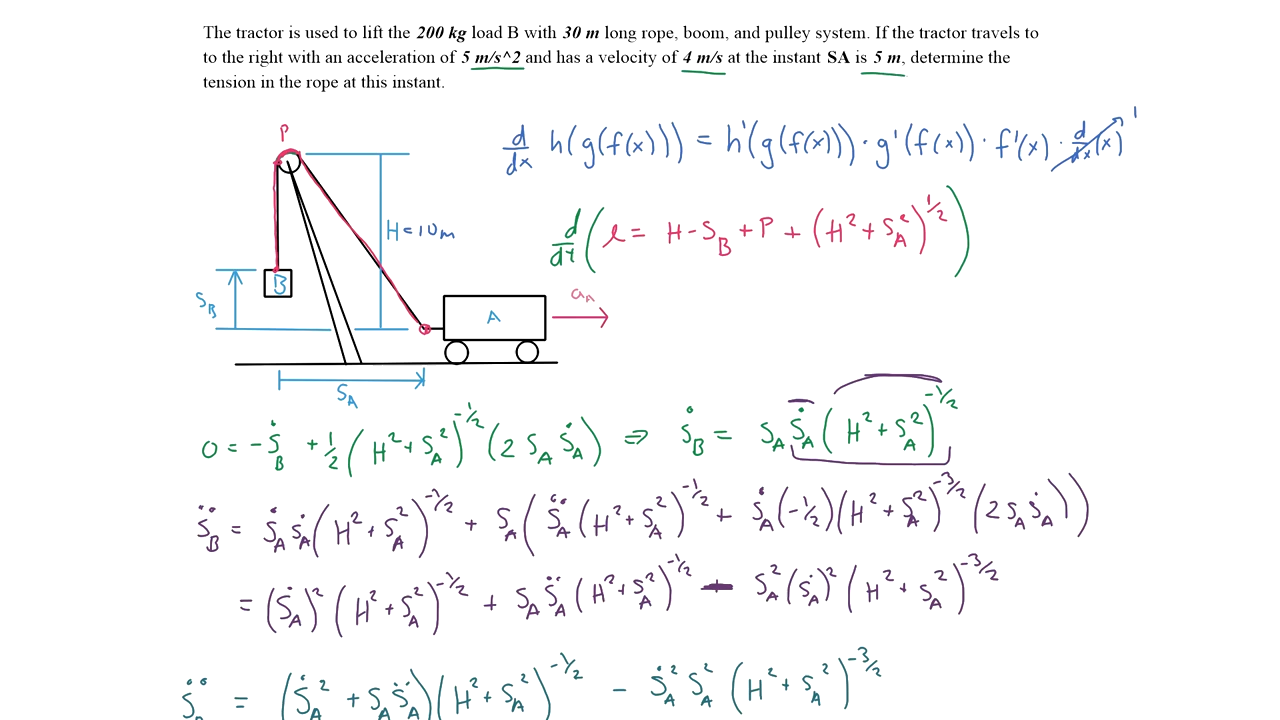 The tractor is used to lift the 200 kg load B with 30 m long rope, boom, and pulley system. If the tractor travels to
to the right with an acceleration of 5 m/s^2 and has a velocity of 4 m/s at the instant SA is 5 m, determine the
tension in the rope at this instant.
P
d/dx h(g(f(x))) = h'(g(f(x))) · g'(f(x)) · f'(x) · d/dx(x) 1
H = 10m
d/dt ( l = H - S_B + P + (H² + S_A²)^1/2 )
B
S_B
a_A
A
S_A
0 = -Ṡ_B + 1/2 (H² + S_A²)^-1/2 (2 S_A Ṡ_A) ⇒ Ṡ_B = S_A Ṡ_A (H² + S_A²)^-1/2
S̈_B = Ṡ_A Ṡ_A (H² + S_A²)^-1/2 + S_A ( S̈_A (H² + S_A²)^-1/2 + Ṡ_A (-1/2) (H² + S_A²)^-3/2 (2 S_A Ṡ_A) )
= (Ṡ_A)² (H² + S_A²)^-1/2 + S_A S̈_A (H² + S_A²)^-1/2 - S_A² (Ṡ_A)² (H² + S_A²)^-3/2
S̈_B = (Ṡ_A² + S_A S̈_A) (H² + S_A²)^-1/2 - Ṡ_A² S_A² (H² + S_A²)^-3/2